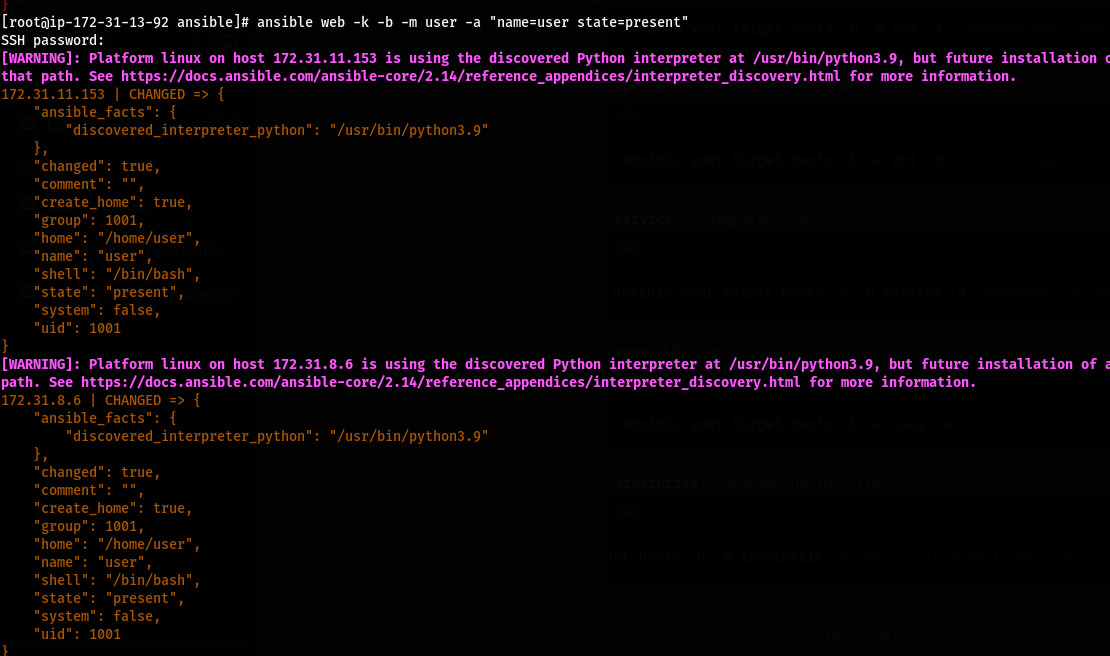 }
[root@ip-172-31-13-92 ansible]# ansible web -k -b -m user -a "name=user state=present"
SSH password:
[WARNING]: Platform linux on host 172.31.11.153 is using the discovered Python interpreter at /usr/bin/python3.9, but future installation
that path. See https://docs.ansible.com/ansible-core/2.14/reference_appendices/interpreter_discovery.html for more information.
172.31.11.153 | CHANGED => {
    "ansible_facts": {
        "discovered_interpreter_python": "/usr/bin/python3.9"
    },
    "changed": true,
    "comment": "",
    "create_home": true,
    "group": 1001,
    "home": "/home/user",
    "name": "user",
    "shell": "/bin/bash",
    "state": "present",
    "system": false,
    "uid": 1001
}
[WARNING]: Platform linux on host 172.31.8.6 is using the discovered Python interpreter at /usr/bin/python3.9, but future installation of
path. See https://docs.ansible.com/ansible-core/2.14/reference_appendices/interpreter_discovery.html for more information.
172.31.8.6 | CHANGED => {
    "ansible_facts": {
        "discovered_interpreter_python": "/usr/bin/python3.9"
    },
    "changed": true,
    "comment": "",
    "create_home": true,
    "group": 1001,
    "home": "/home/user",
    "name": "user",
    "shell": "/bin/bash",
    "state": "present",
    "system": false,
    "uid": 1001
}